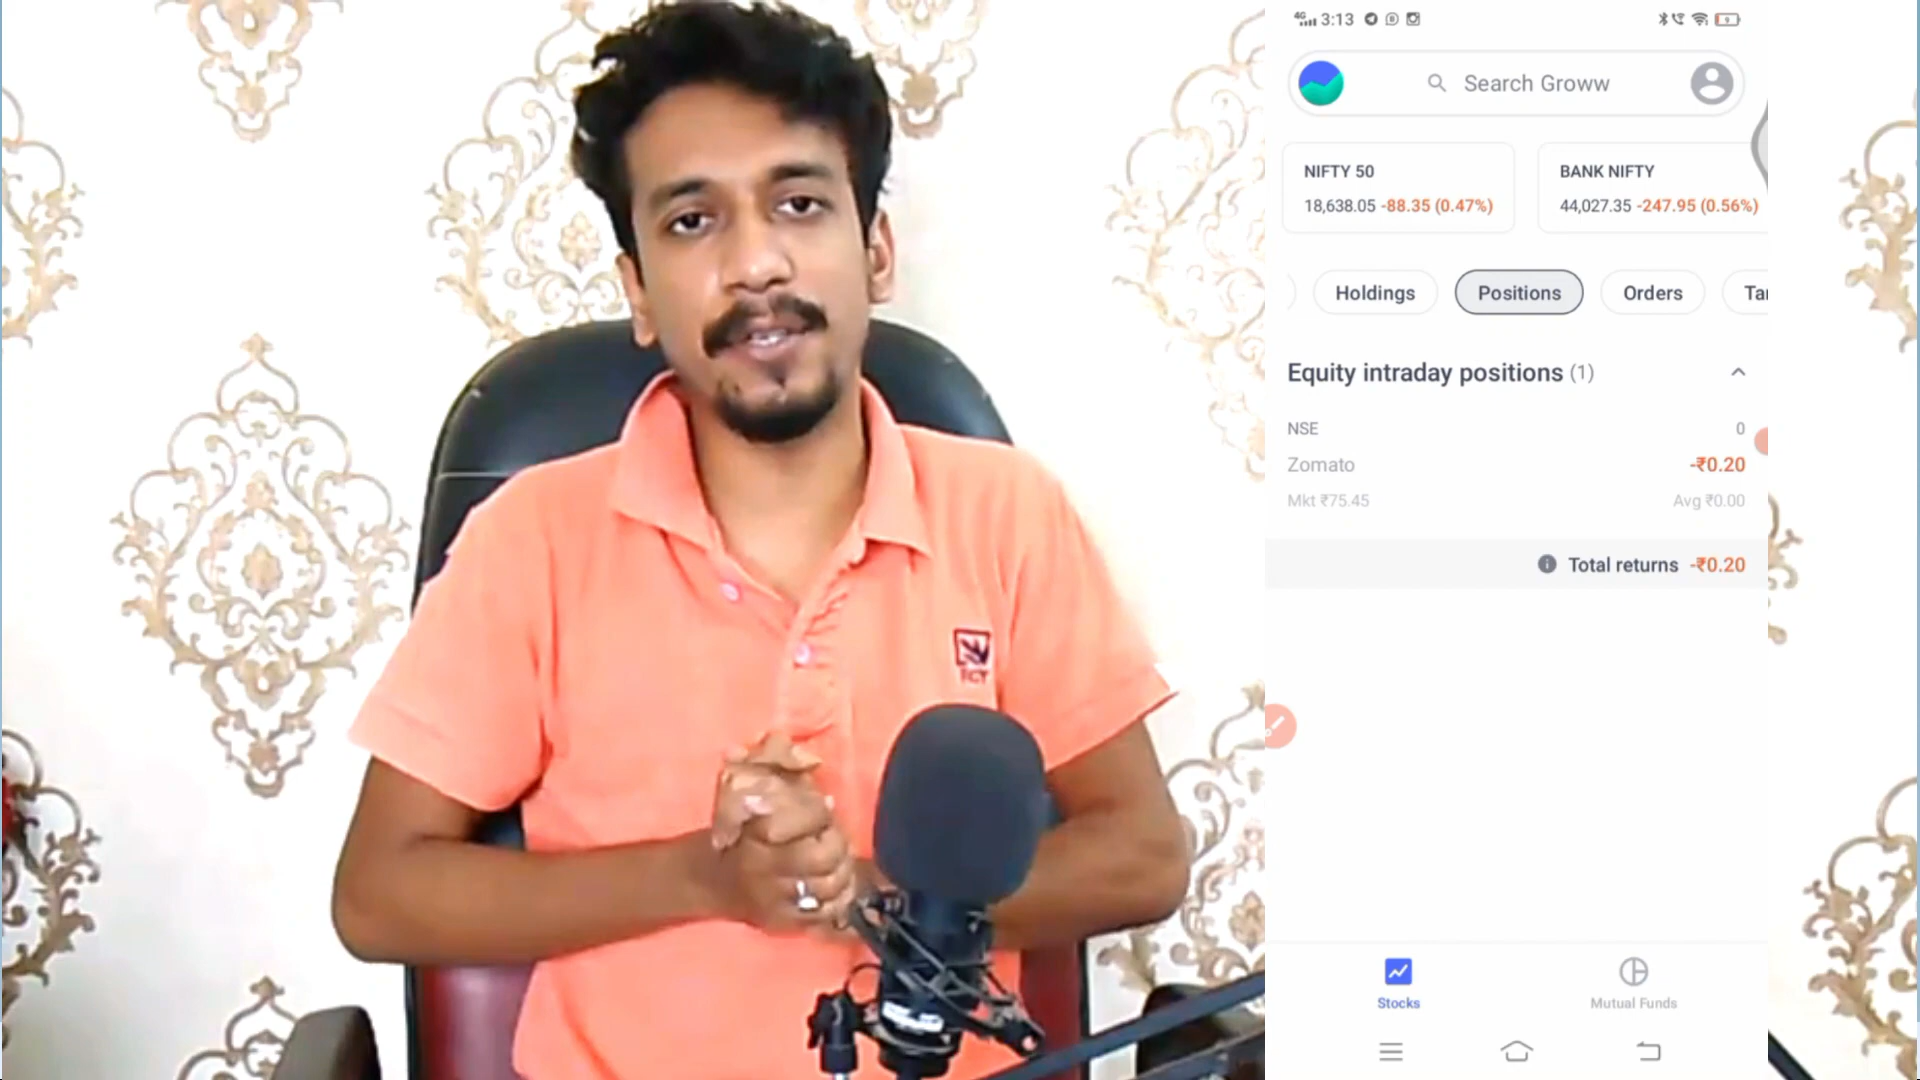 4G 3:13
9
Search Groww
NIFTY 50
18,638.05 -88.35 (0.47%)
BANK NIFTY
44,027.35 -247.95 (0.56%)
Holdings
Positions
Orders
Equity intraday positions (1)
NSE 0
Zomato -₹0.20
Mkt ₹75.45 Avg ₹0.00
Total returns -₹0.20
Stocks
Mutual Funds